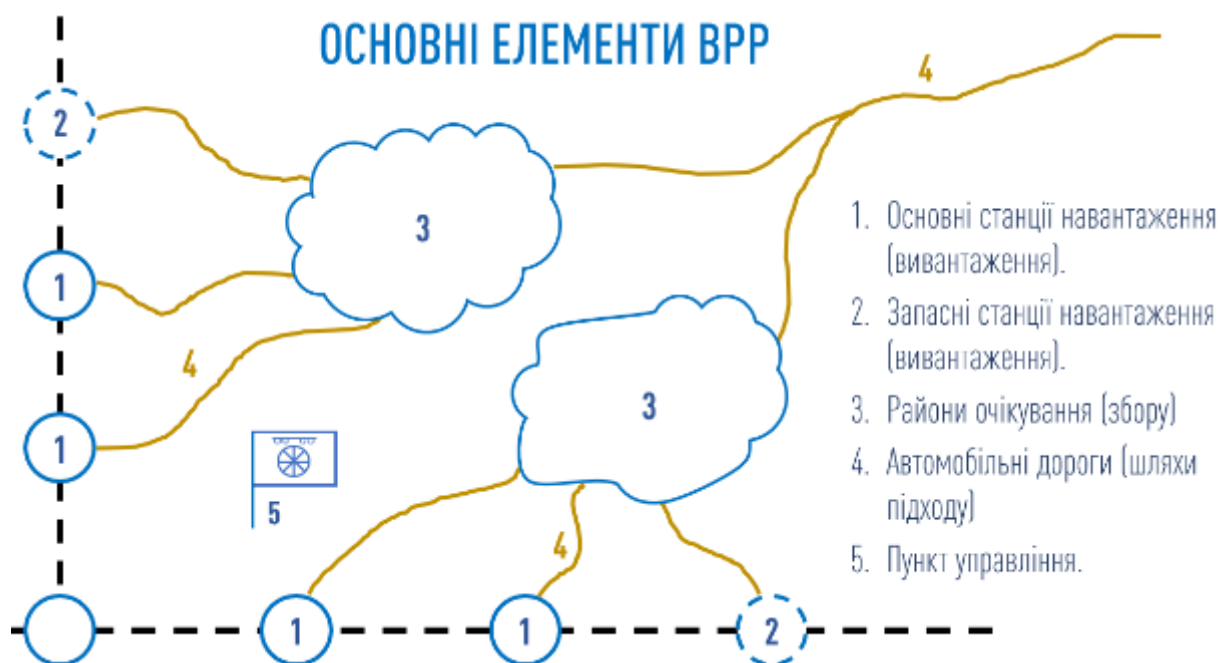 ОСНОВНІ ЕЛЕМЕНТИ ВРР
4
2
3
1
1. Основні станції навантаження
(вивантаження).
2. Запасні станції навантаження
(вивантаження).
3. Райони очікування (збору)
4. Автомобільні дороги (шляхи
підходу)
5. Пункт управління.
4
3
1
5
4
1
1
2